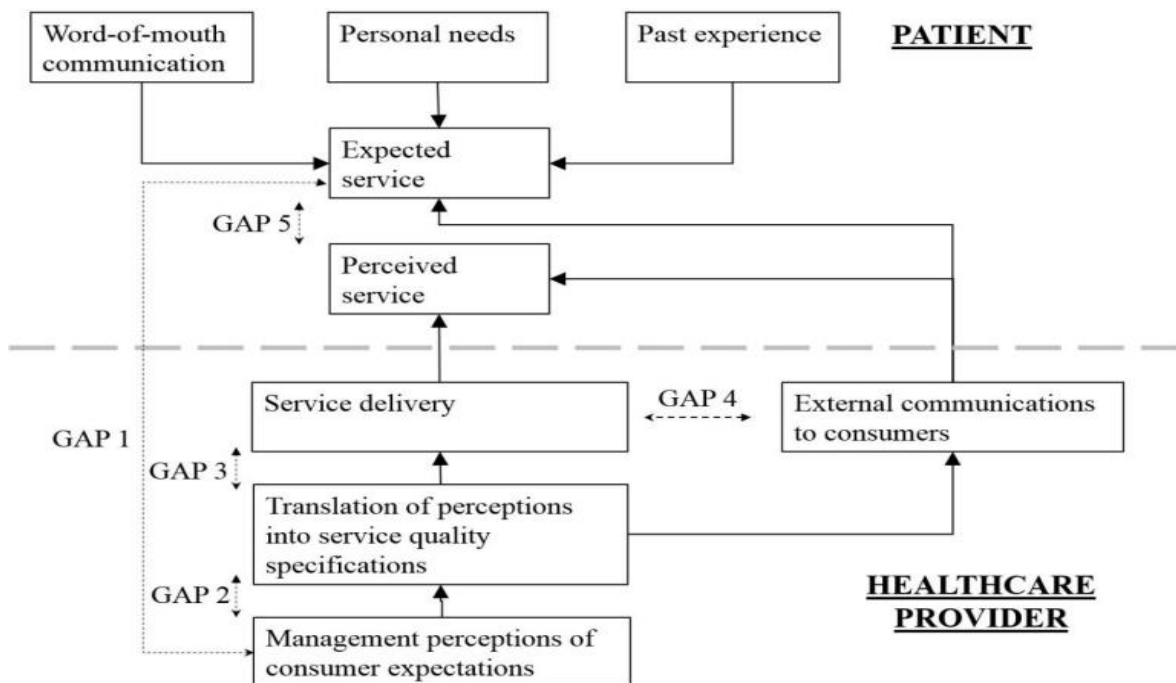 Word-of-mouth
communication
Personal needs
Past experience
PATIENT
Expected
service
GAP 5
Perceived
service
Service delivery
GAP 4
External communications
to consumers
GAP 1
GAP 3
Translation of perceptions
into service quality
specifications
GAP 2
HEALTHCARE
PROVIDER
Management perceptions of
consumer expectations